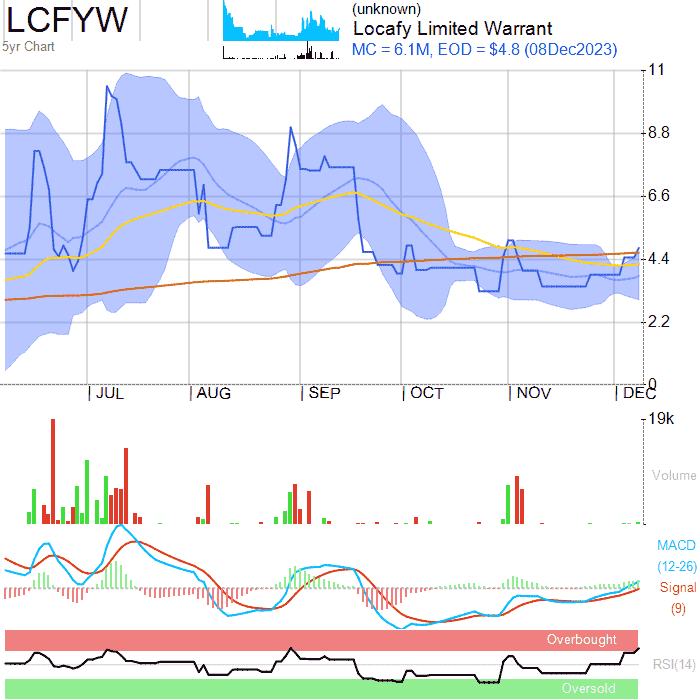 LCFYW
5yr Chart
(unknown)
Locafy Limited Warrant
MC = 6.1M, EOD = $4.8 (08Dec2023)
11
8.8
6.6
4.4
2.2
0
JUL
AUG
SEP
OCT
NOV
DEC
19k
Volume
MACD
(12-26)
Signal
(9)
Overbought
RSI(14)
Oversold